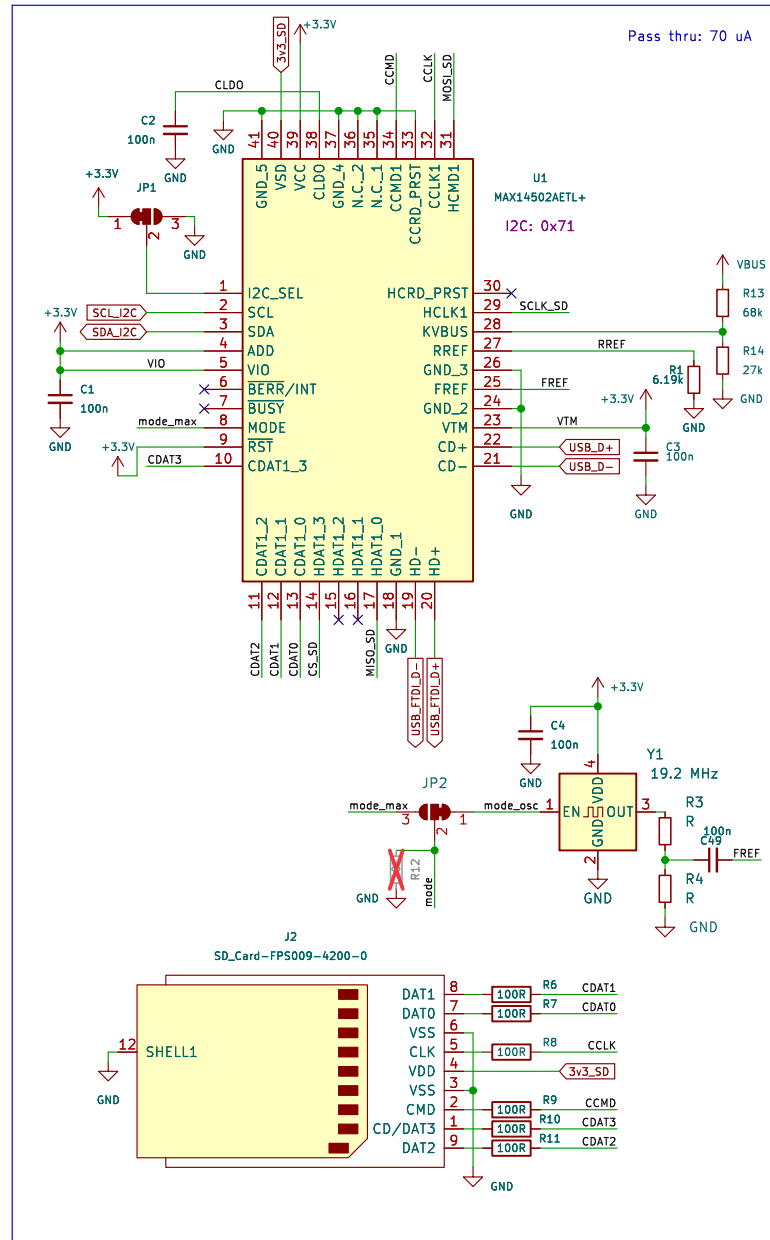 Pass thru: 70 uA
3v3_SD
+3.3V
CLDO
CCMD
CCLK
MOSI_SD
C2
100n
GND
GND
41 40 39 38 37 36 35 34 33 32 31
GND_5 VSD VCC CLDO GND_4 N.C._2 N.C._1 CCMD1 CCRD_PRST CCLK1 HCMD1
U1
MAX14502AETL+
I2C: 0x71
+3.3V
JP1
1 2 3
GND
1 I2C_SEL
SCL_I2C 2 SCL
SDA_I2C 3 SDA
+3.3V
4 ADD
VIO 5 VIO
6 BERR/INT
7 BUSY
mode_max 8 MODE
+3.3V 9 RST
CDAT3 10 CDAT1_3
C1
100n
GND
HCRD_PRST 30
HCLK1 29 SCLK_SD
KVBUS 28
RREF 27 RREF
GND_3 26
FREF 25 FREF
GND_2 24
VTM 23 VTM
CD+ 22 USB_D+
CD- 21 USB_D-
VBUS
R13
68k
R14
27k
GND
R1
6.19k
GND
+3.3V
C3
100n
GND
GND
CDAT1_2 CDAT1_1 CDAT1_0 HDAT1_3 HDAT1_2 HDAT1_1 HDAT1_0 GND_1 HD- HD+
11 12 13 14 15 16 17 18 19 20
CDAT2 CDAT1 CDAT0 CS_SD MISO_SD
GND
USB_FTDI_D-
USB_FTDI_D+
+3.3V
C4
100n
GND
Y1
19.2 MHz
4
VDD
1 EN OUT 3
GND
2
GND
R3
R
100n
C49
FREF
R4
R
GND
JP2
mode_max 3 2 1 mode_osc
R12
GND
mode
J2
SD_Card-FPS009-4200-0
12 SHELL1
GND
DAT1 8 100R R6 CDAT1
DAT0 7 100R R7 CDAT0
VSS 6
CLK 5 100R R8 CCLK
VDD 4 3v3_SD
VSS 3
CMD 2 100R R9 CCMD
CD/DAT3 1 100R R10 CDAT3
DAT2 9 100R R11 CDAT2
GND